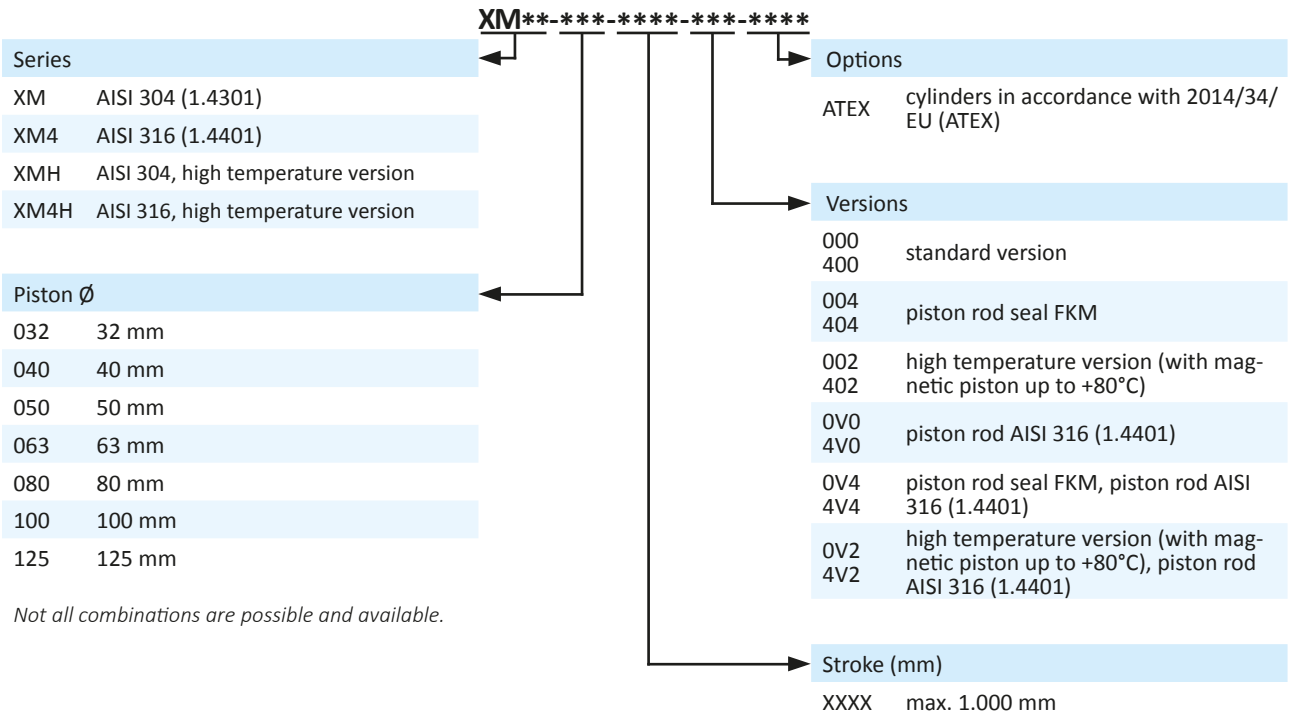 XM**-***-****-***-****
Series
XM AISI 304 (1.4301)
XM4 AISI 316 (1.4401)
XMH AISI 304, high temperature version
XM4H AISI 316, high temperature version
Piston Ø
032 32 mm
040 40 mm
050 50 mm
063 63 mm
080 80 mm
100 100 mm
125 125 mm
Not all combinations are possible and available.
Options
ATEX cylinders in accordance with 2014/34/
EU (ATEX)
Versions
000
400
standard version
004
404
piston rod seal FKM
002
402
high temperature version (with mag-
netic piston up to +80°C)
0V0
4V0
piston rod AISI 316 (1.4401)
0V4
4V4
piston rod seal FKM, piston rod AISI
316 (1.4401)
0V2
4V2
high temperature version (with mag-
netic piston up to +80°C), piston rod
AISI 316 (1.4401)
Stroke (mm)
XXXX max. 1.000 mm